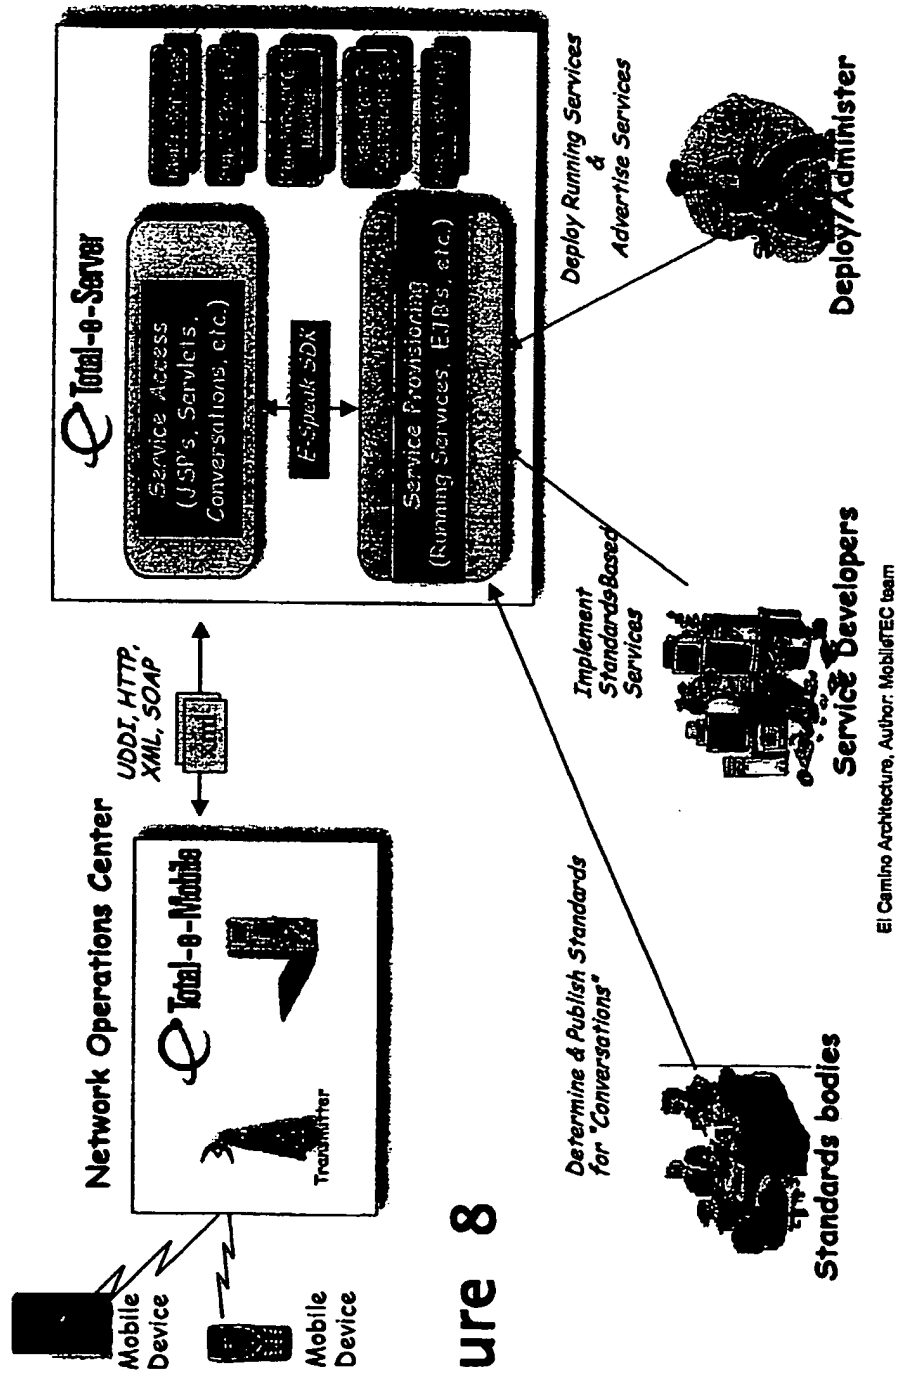 Network Operations Center
Total-e-Mobile
Transmitter
Mobile
Device
Mobile
Device
UDDI, HTTP,
XML, SOAP
xml
Total-e-Server
Service Access
(JSP's, Servlets,
Conversations, etc.)
E-Speak SDK
Service Provisioning
(Running Services, EJB's, etc.)
Determine & Publish Standards
for "Conversations"
Implement
StandardsBased
Services
Deploy Running Services
&
Advertise Services
Standards bodies
Service Developers
Deploy/Administer
El Camino Architecture, Author: MobileTEC team
ure 8